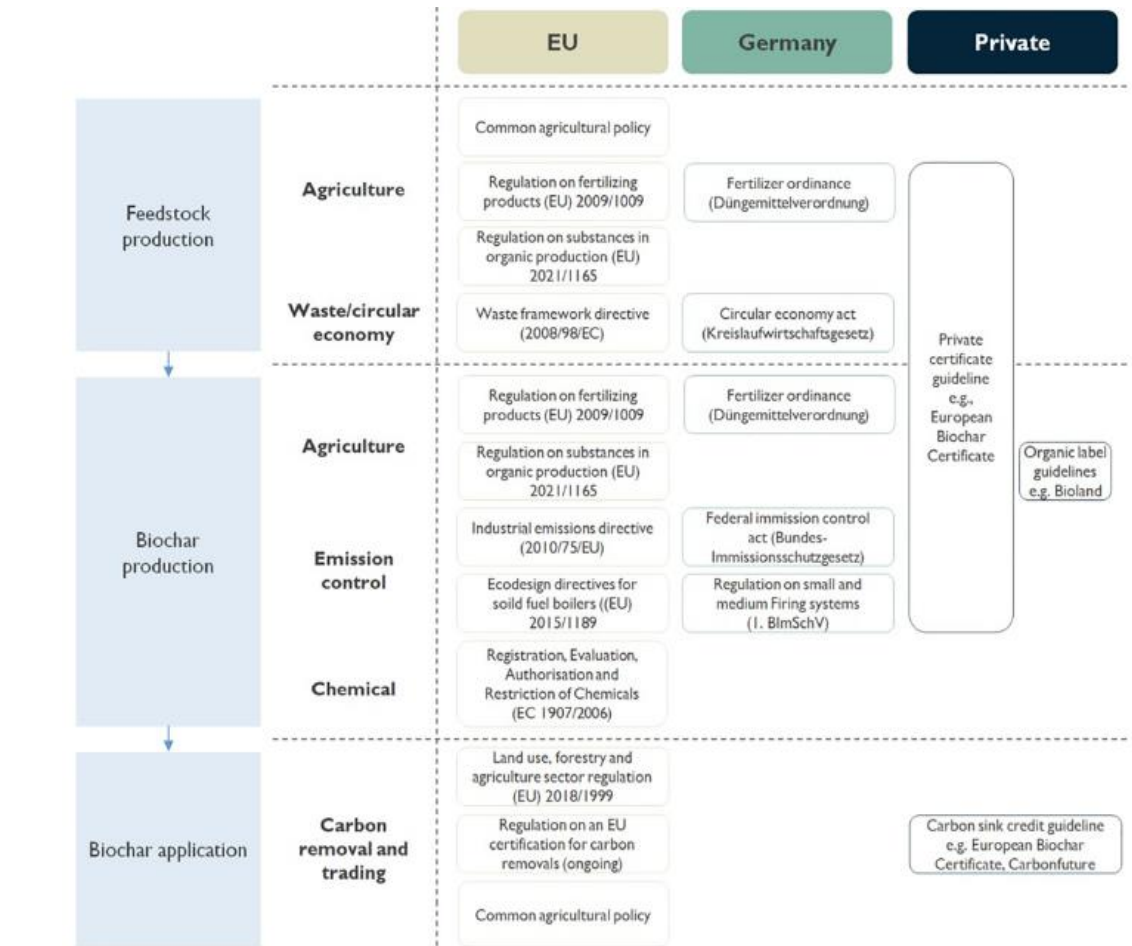 EU
Germany
Private
Feedstock
production
Agriculture
Common agricultural policy
Regulation on fertilizing
products (EU) 2009/1009
Fertilizer ordinance
(Düngemittelverordnung)
Regulation on substances in
organic production (EU)
2021/1165
Waste/circular
economy
Waste framework directive
(2008/98/EC)
Circular economy act
(Kreislaufwirtschaftsgesetz)
Private
certificate
guideline
e.g.,
European
Biochar
Certificate
Biochar
production
Agriculture
Regulation on fertilizing
products (EU) 2009/1009
Fertilizer ordinance
(Düngemittelverordnung)
Regulation on substances in
organic production (EU)
2021/1165
Organic label
guidelines
e.g. Bioland
Emission
control
Industrial emissions directive
(2010/75/EU)
Federal immission control
act (Bundes-
Immissionsschutzgesetz)
Ecodesign directives for
soild fuel boilers ((EU)
2015/1189
Regulation on small and
medium Firing systems
(1. BImSchV)
Chemical
Registration, Evaluation,
Authorisation and
Restriction of Chemicals
(EC 1907/2006)
Biochar application
Carbon
removal and
trading
Land use, forestry and
agriculture sector regulation
(EU) 2018/1999
Regulation on an EU
certification for carbon
removals (ongoing)
Common agricultural policy
Carbon sink credit guideline
e.g. European Biochar
Certificate, Carbonfuture